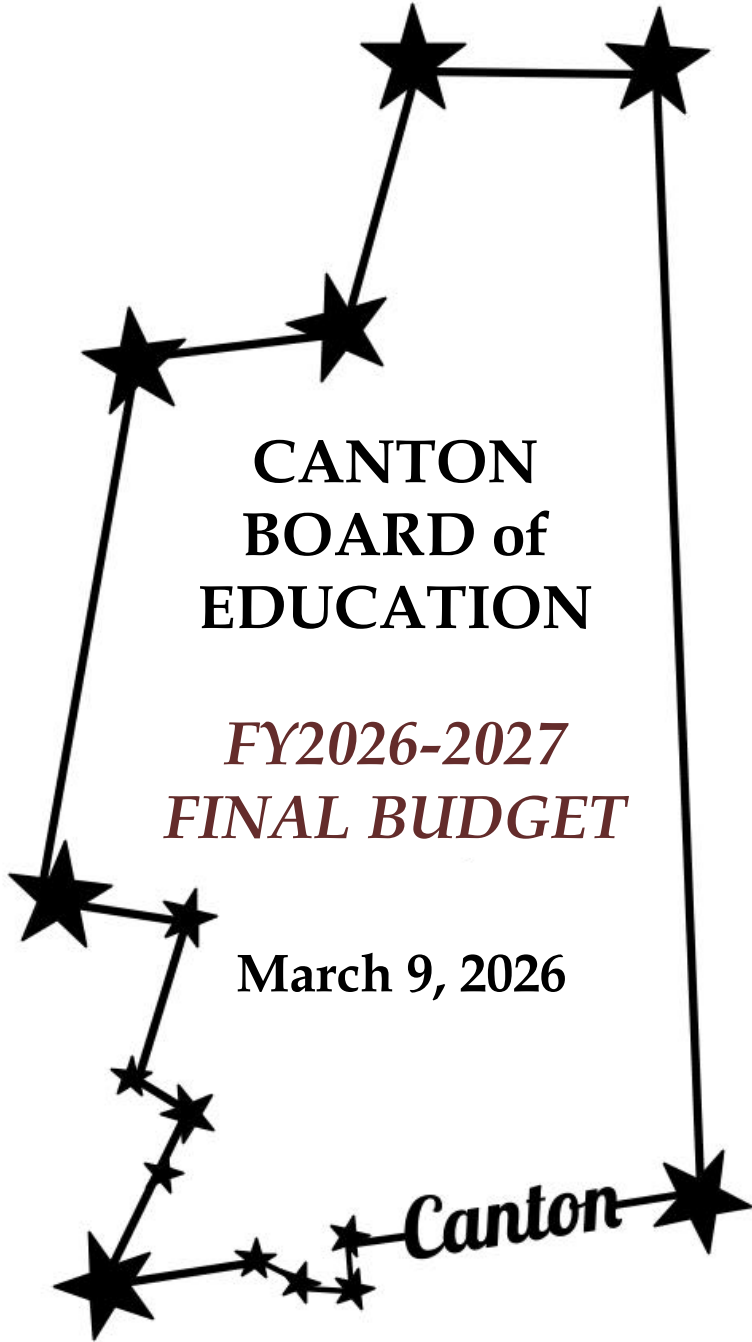 CANTON
BOARD of
EDUCATION
FY2026-2027
FINAL BUDGET
March 9, 2026
Canton